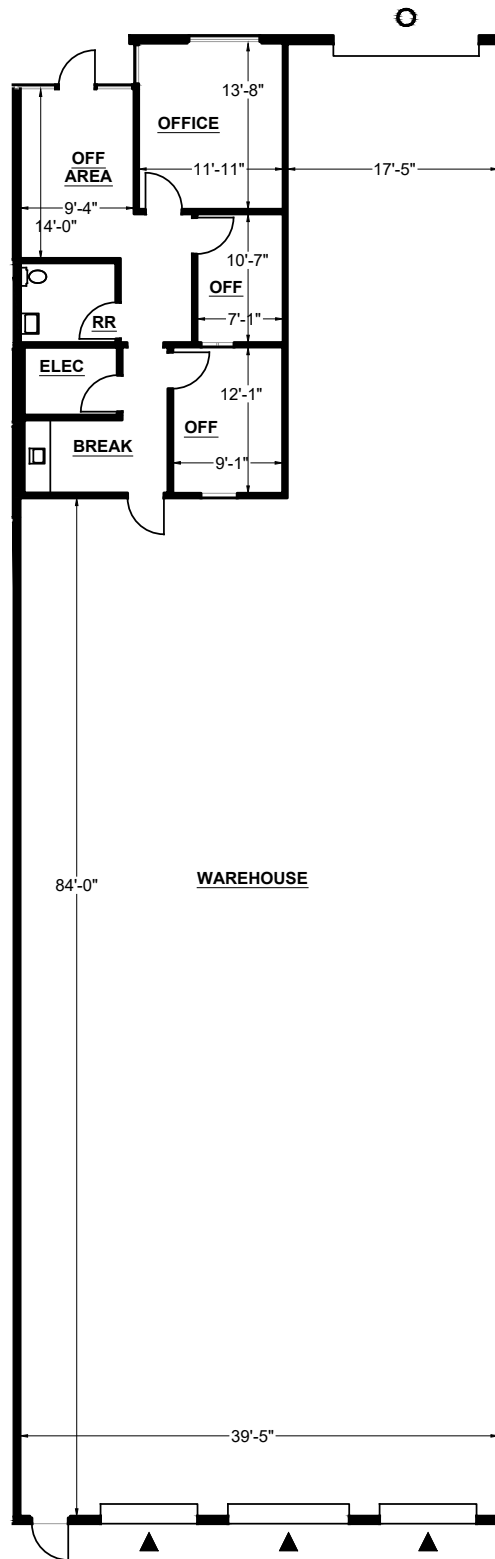 13'-8"
OFFICE
OFF
AREA
11'-11"
17'-5"
9'-4"
14'-0"
10'-7"
OFF
RR
7'-1"
ELEC
12'-1"
OFF
BREAK
9'-1"
WAREHOUSE
84'-0"
39'-5"